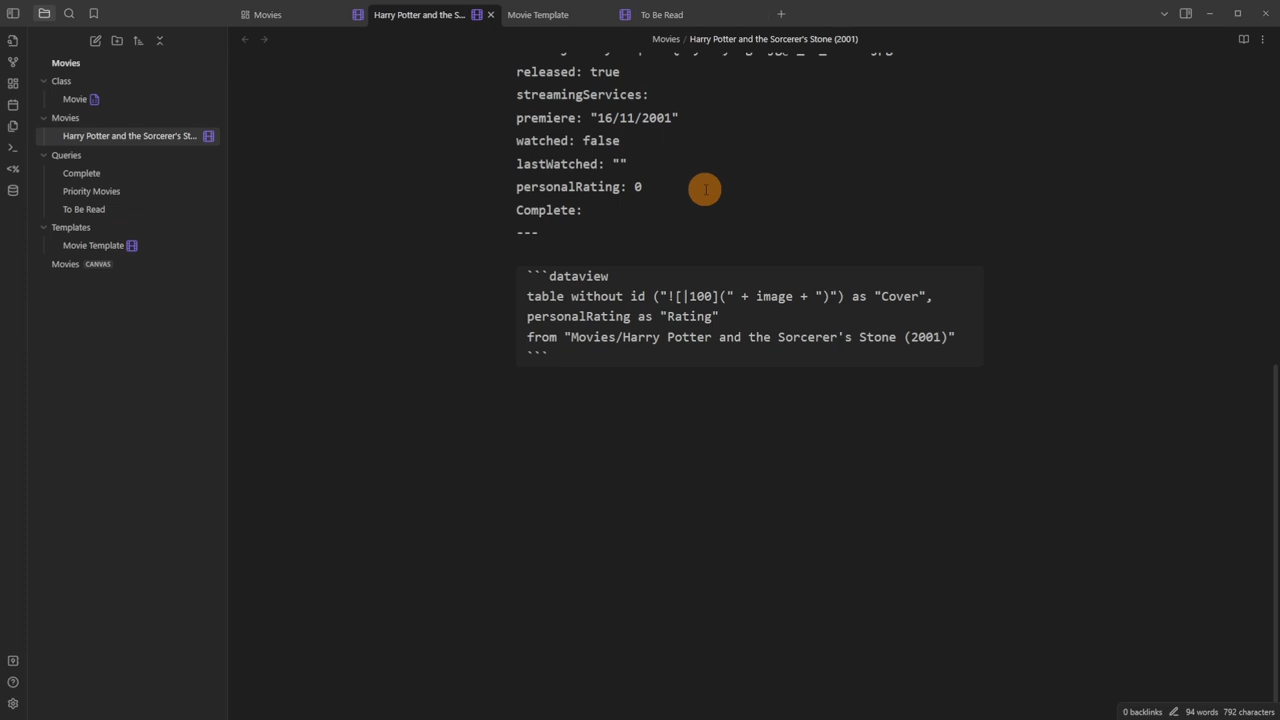 Movies
Harry Potter and the S...
Movie Template
To Be Read
Movies / Harry Potter and the Sorcerer's Stone (2001)
Movies
Class
Movie
Movies
Harry Potter and the Sorcerer's St...
Queries
Complete
Priority Movies
To Be Read
Templates
Movie Template
Movies CANVAS
released: true
streamingServices:
premiere: "16/11/2001"
watched: false
lastWatched: ""
personalRating: 0
Complete:
---
```dataview
table without id ("![|100](" + image + ")") as "Cover",
personalRating as "Rating"
from "Movies/Harry Potter and the Sorcerer's Stone (2001)"
```
0 backlinks 94 words 792 characters